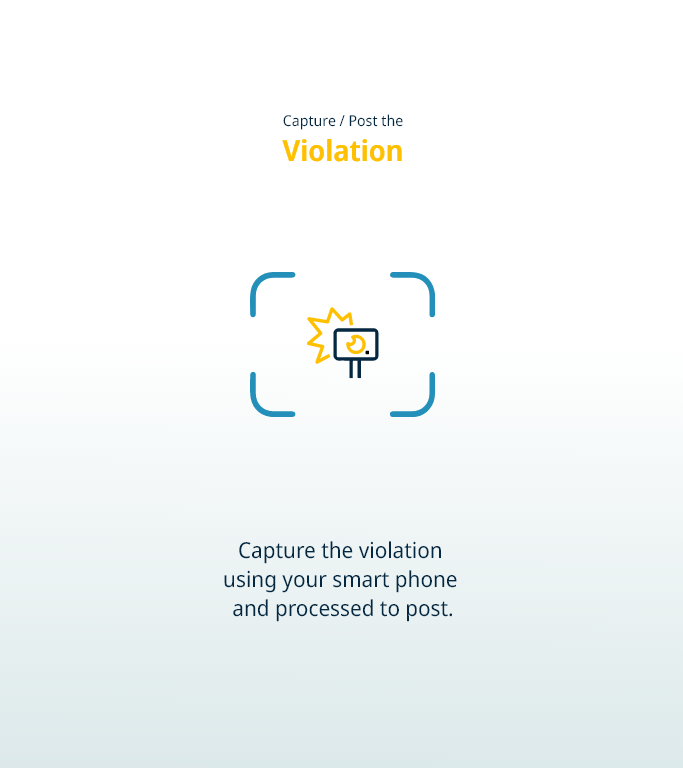 Capture / Post the
Violation
Capture the violation
using your smart phone
and processed to post.